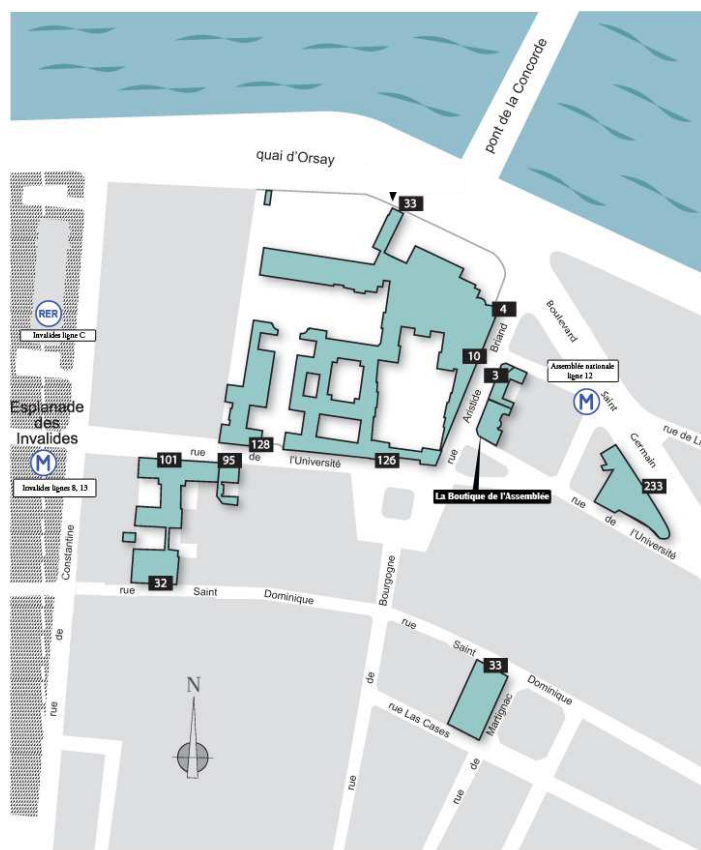 pont de la Concorde
quai d'Orsay
33
4
Boulevard
Saint
Germain
RER
Invalides ligne C
10
Briand
Aristide
rue
3
Assemblée nationale
ligne 12
M
Esplanade
des
Invalides
M
Invalides lignes 8, 13
rue de Li
128
101
rue
95
de
l'Université
126
233
La Boutique de l'Assemblée
rue
de
l'Université
Constantine
de
rue
32
rue
Saint
Dominique
Bourgogne
de
rue
rue
Saint
Dominique
33
Martignac
de
rue
rue Las Cases
N